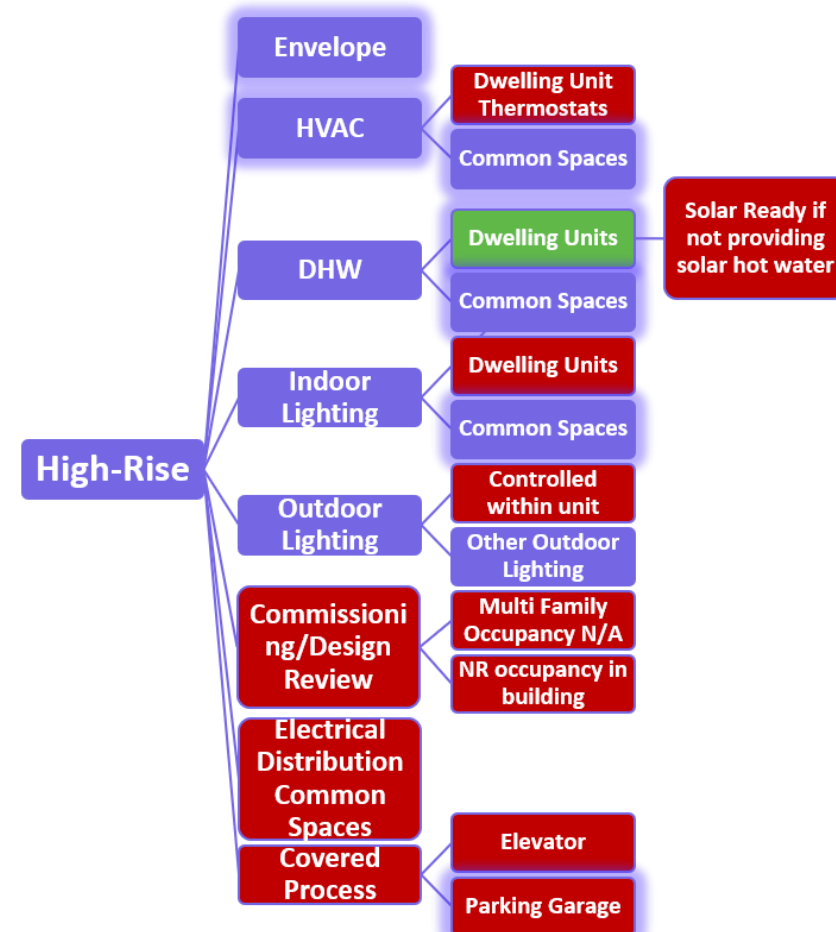 Envelope
Dwelling Unit
Thermostats
HVAC
Common Spaces
Solar Ready if
not providing
solar hot water
Dwelling Units
DHW
Common Spaces
Dwelling Units
Indoor
Lighting
Common Spaces
High-Rise
Controlled
within unit
Outdoor
Lighting
Other Outdoor
Lighting
Commissioni
ng/Design
Review
Multi Family
Occupancy N/A
NR occupancy in
building
Electrical
Distribution
Common
Spaces
Covered
Process
Elevator
Parking Garage